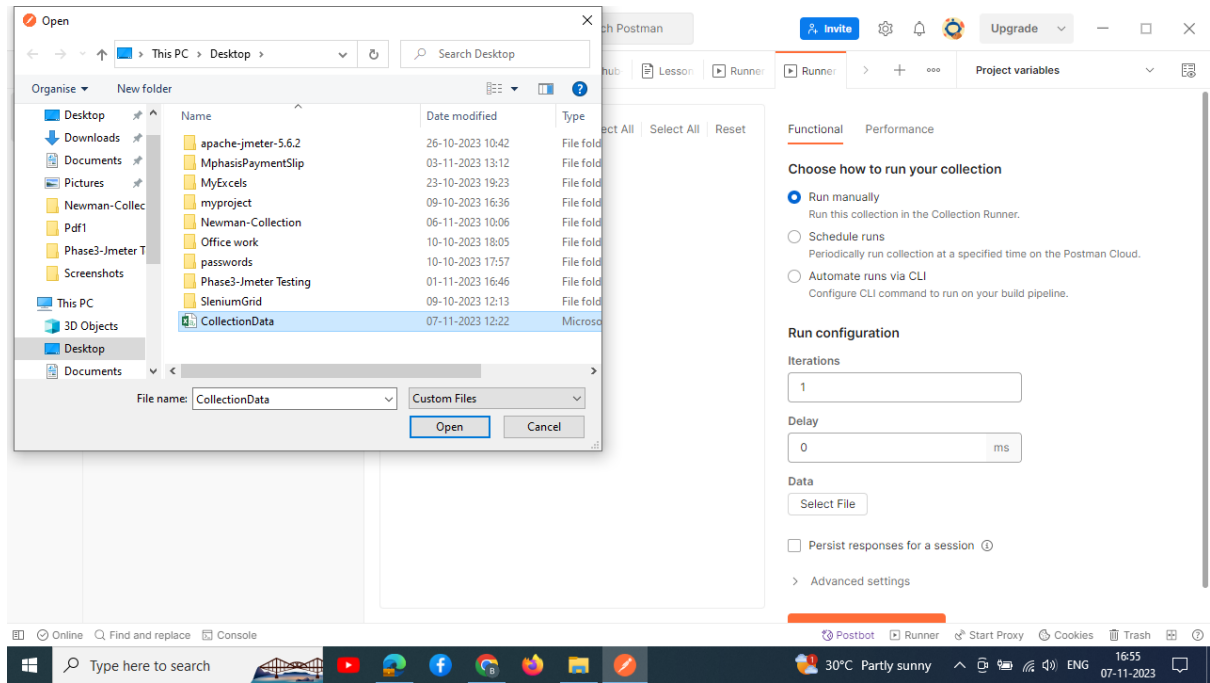 Open
ch Postman
Invite
Upgrade
This PC > Desktop >
Search Desktop
hub
Lesson
Runner
Runner
Project variables
Organise
New folder
Name
Date modified
Type
Desktop
Downloads
Documents
Pictures
Newman-Collec
Pdf1
Phase3-Jmeter T
Screenshots
This PC
3D Objects
Desktop
Documents
apache-jmeter-5.6.2 26-10-2023 10:42 File fold
MphasisPaymentSlip 03-11-2023 13:12 File fold
MyExcels 23-10-2023 19:23 File fold
myproject 09-10-2023 16:36 File fold
Newman-Collection 06-11-2023 10:06 File fold
Office work 10-10-2023 18:05 File fold
passwords 10-10-2023 17:57 File fold
Phase3-Jmeter Testing 01-11-2023 16:46 File fold
SleniumGrid 09-10-2023 12:13 File fold
CollectionData 07-11-2023 12:22 Microso
File name: CollectionData
Custom Files
Open
Cancel
ect All
Select All
Reset
Functional
Performance
Choose how to run your collection
Run manually
Run this collection in the Collection Runner.
Schedule runs
Periodically run collection at a specified time on the Postman Cloud.
Automate runs via CLI
Configure CLI command to run on your build pipeline.
Run configuration
Iterations
1
Delay
0 ms
Data
Select File
Persist responses for a session
Advanced settings
Online
Find and replace
Console
Postbot
Runner
Start Proxy
Cookies
Trash
Type here to search
30°C Partly sunny
ENG
16:55
07-11-2023